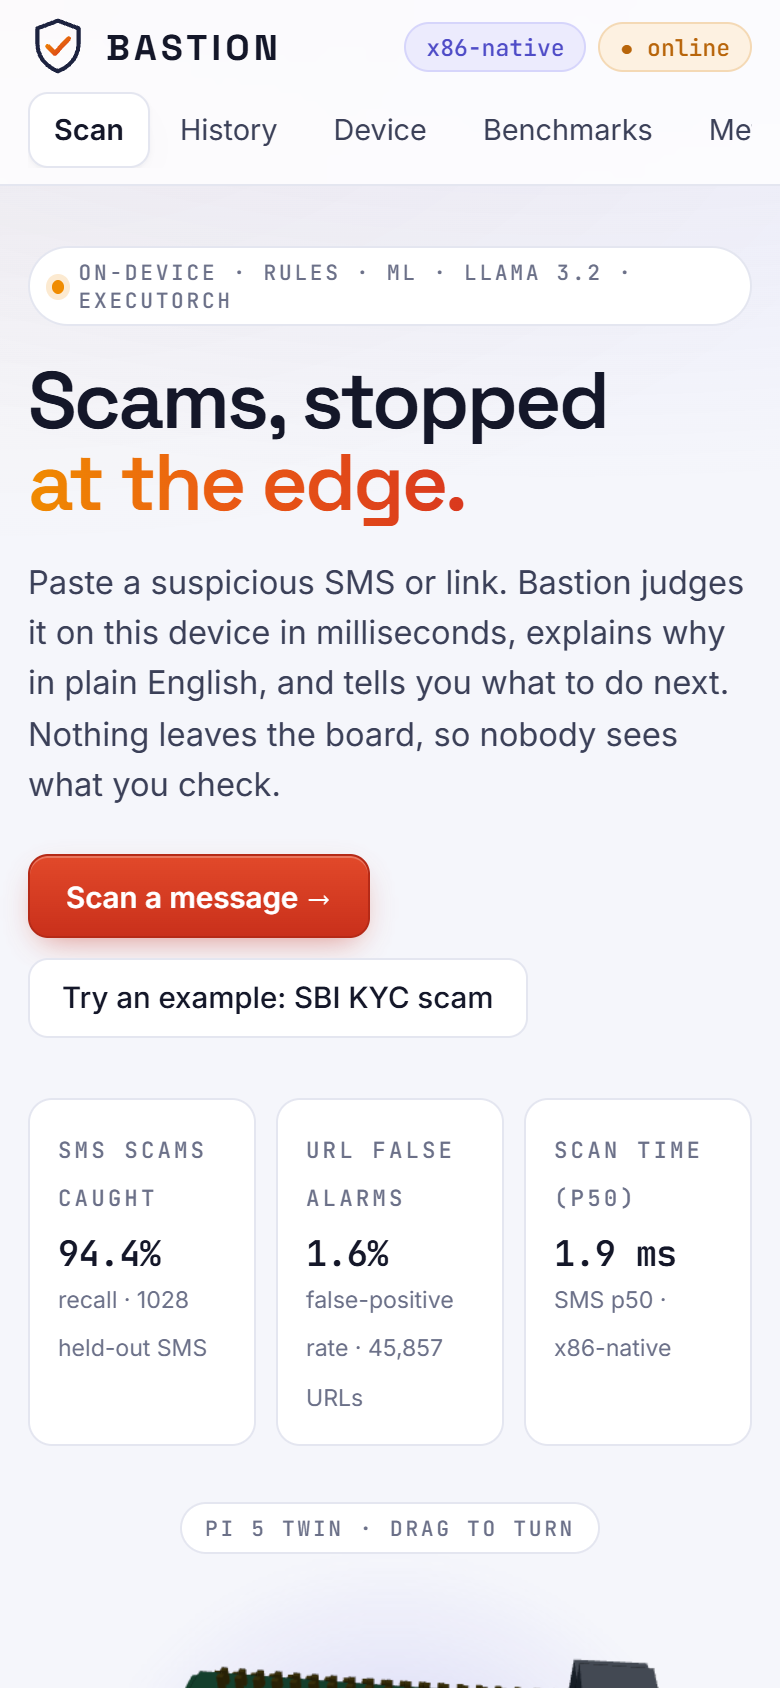 BASTION
x86-native
● online
Scan
History
Device
Benchmarks
Me
ON-DEVICE · RULES · ML · LLAMA 3.2 ·
EXECUTORCH
Scams, stopped
at the edge.
Paste a suspicious SMS or link. Bastion judges
it on this device in milliseconds, explains why
in plain English, and tells you what to do next.
Nothing leaves the board, so nobody sees
what you check.
Scan a message →
Try an example: SBI KYC scam
SMS SCAMS
CAUGHT
94.4%
recall · 1028
held-out SMS
URL FALSE
ALARMS
1.6%
false-positive
rate · 45,857
URLs
SCAN TIME
(P50)
1.9 ms
SMS p50 ·
x86-native
PI 5 TWIN · DRAG TO TURN